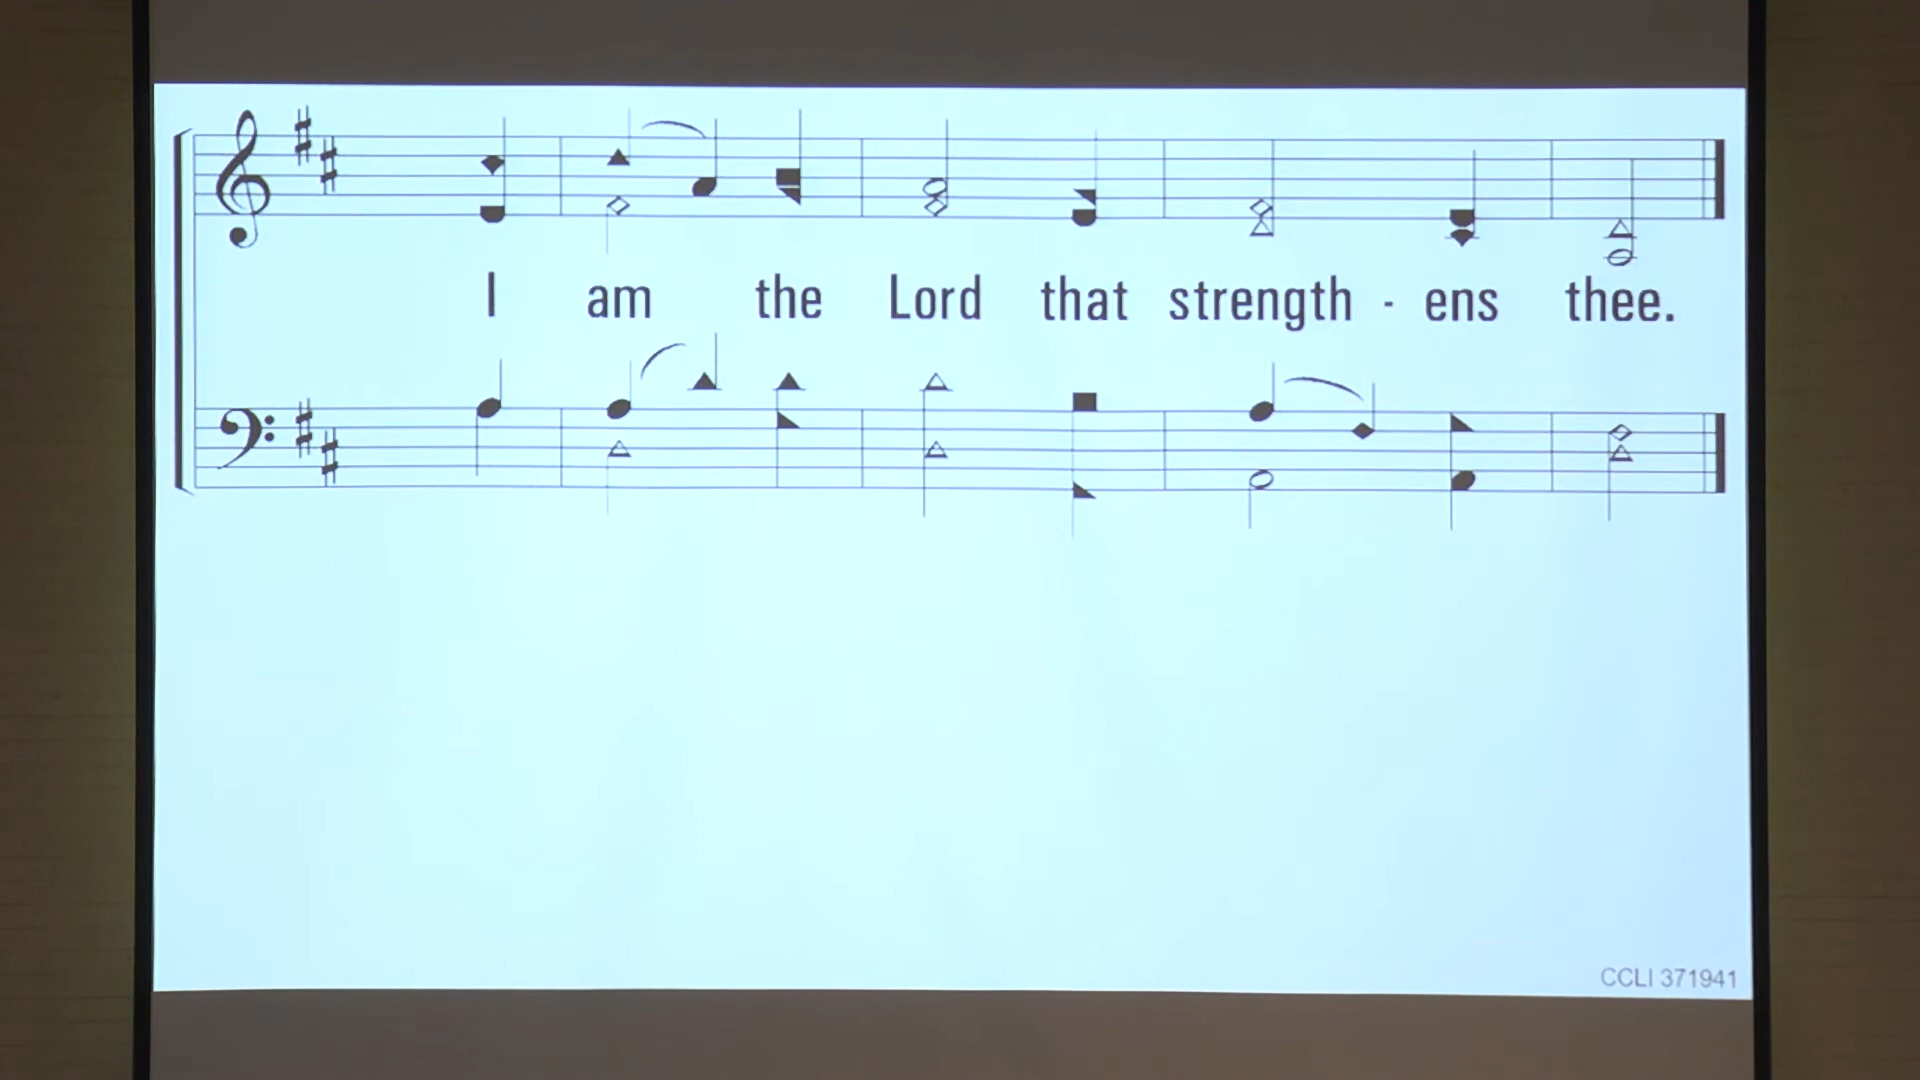 I am the Lord that strength - ens thee.
CCLI 371941